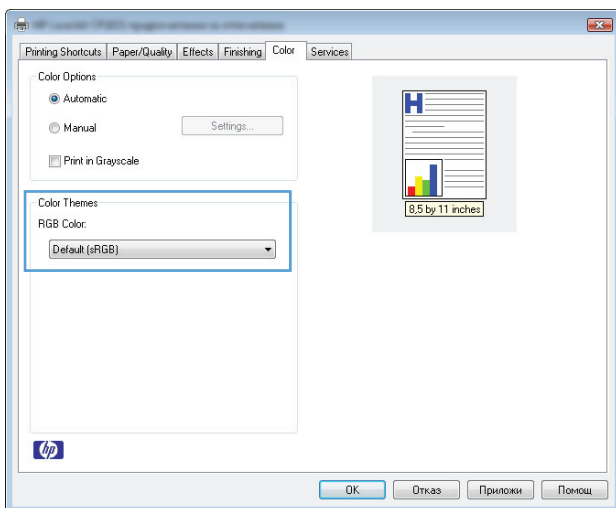 Printing Shortcuts Paper/Quality Effects Finishing Color Services
Color Options
Automatic
Manual Settings...
Print in Grayscale
Color Themes
RGB Color:
Default (sRGB)
H
8,5 by 11 inches
hp
OK Отказ Приложи Помощ